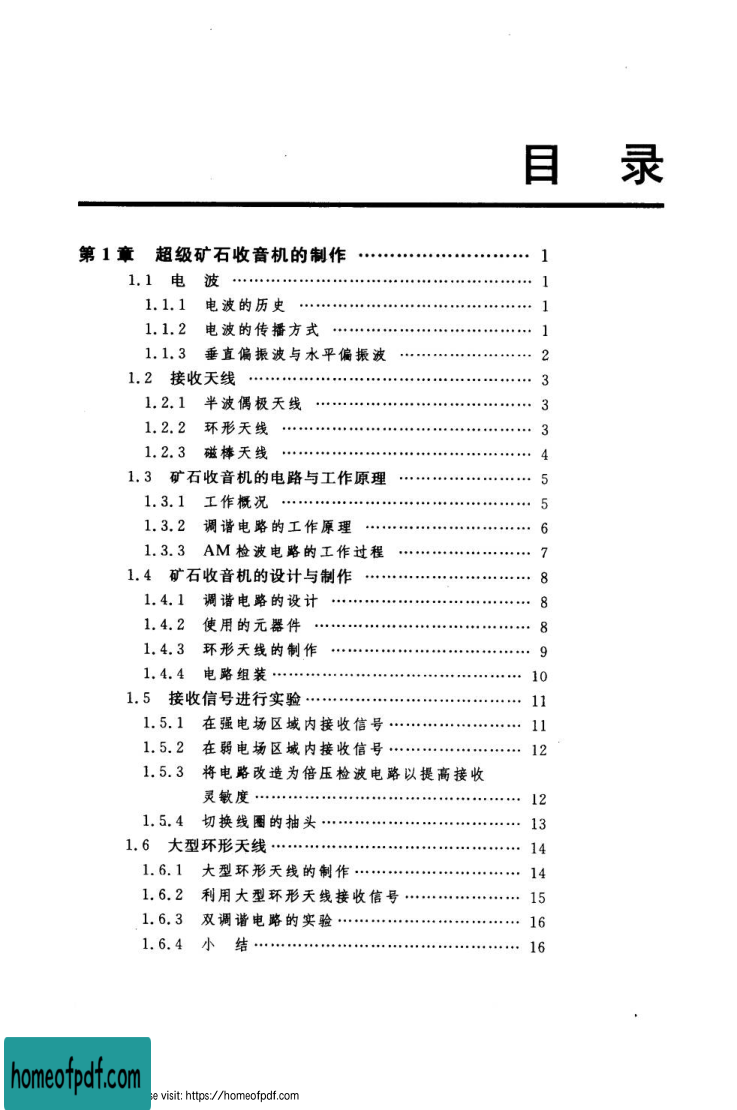 目 录
第1章 超级矿石收音机的制作 ………………………… 1
1.1 电 波 ……………………………………………… 1
1.1.1 电波的历史 …………………………………… 1
1.1.2 电波的传播方式 ……………………………… 1
1.1.3 垂直偏振波与水平偏振波 …………………… 2
1.2 接收天线 …………………………………………… 3
1.2.1 半波偶极天线 ………………………………… 3
1.2.2 环形天线 ……………………………………… 3
1.2.3 磁棒天线 ……………………………………… 4
1.3 矿石收音机的电路与工作原理 …………………… 5
1.3.1 工作概况 ……………………………………… 5
1.3.2 调谐电路的工作原理 ………………………… 6
1.3.3 AM检波电路的工作过程 …………………… 7
1.4 矿石收音机的设计与制作 ………………………… 8
1.4.1 调谐电路的设计 ……………………………… 8
1.4.2 使用的元器件 ………………………………… 8
1.4.3 环形天线的制作 ……………………………… 9
1.4.4 电路组装……………………………………… 10
1.5 接收信号进行实验………………………………… 11
1.5.1 在强电场区域内接收信号…………………… 11
1.5.2 在弱电场区域内接收信号…………………… 12
1.5.3 将电路改造为倍压检波电路以提高接收
灵敏度………………………………………… 12
1.5.4 切换线圈的抽头……………………………… 13
1.6 大型环形天线……………………………………… 14
1.6.1 大型环形天线的制作………………………… 14
1.6.2 利用大型环形天线接收信号………………… 15
1.6.3 双调谐电路的实验…………………………… 16
1.6.4 小 结………………………………………… 16
homeofpdf.com
se visit: https://homeofpdf.com